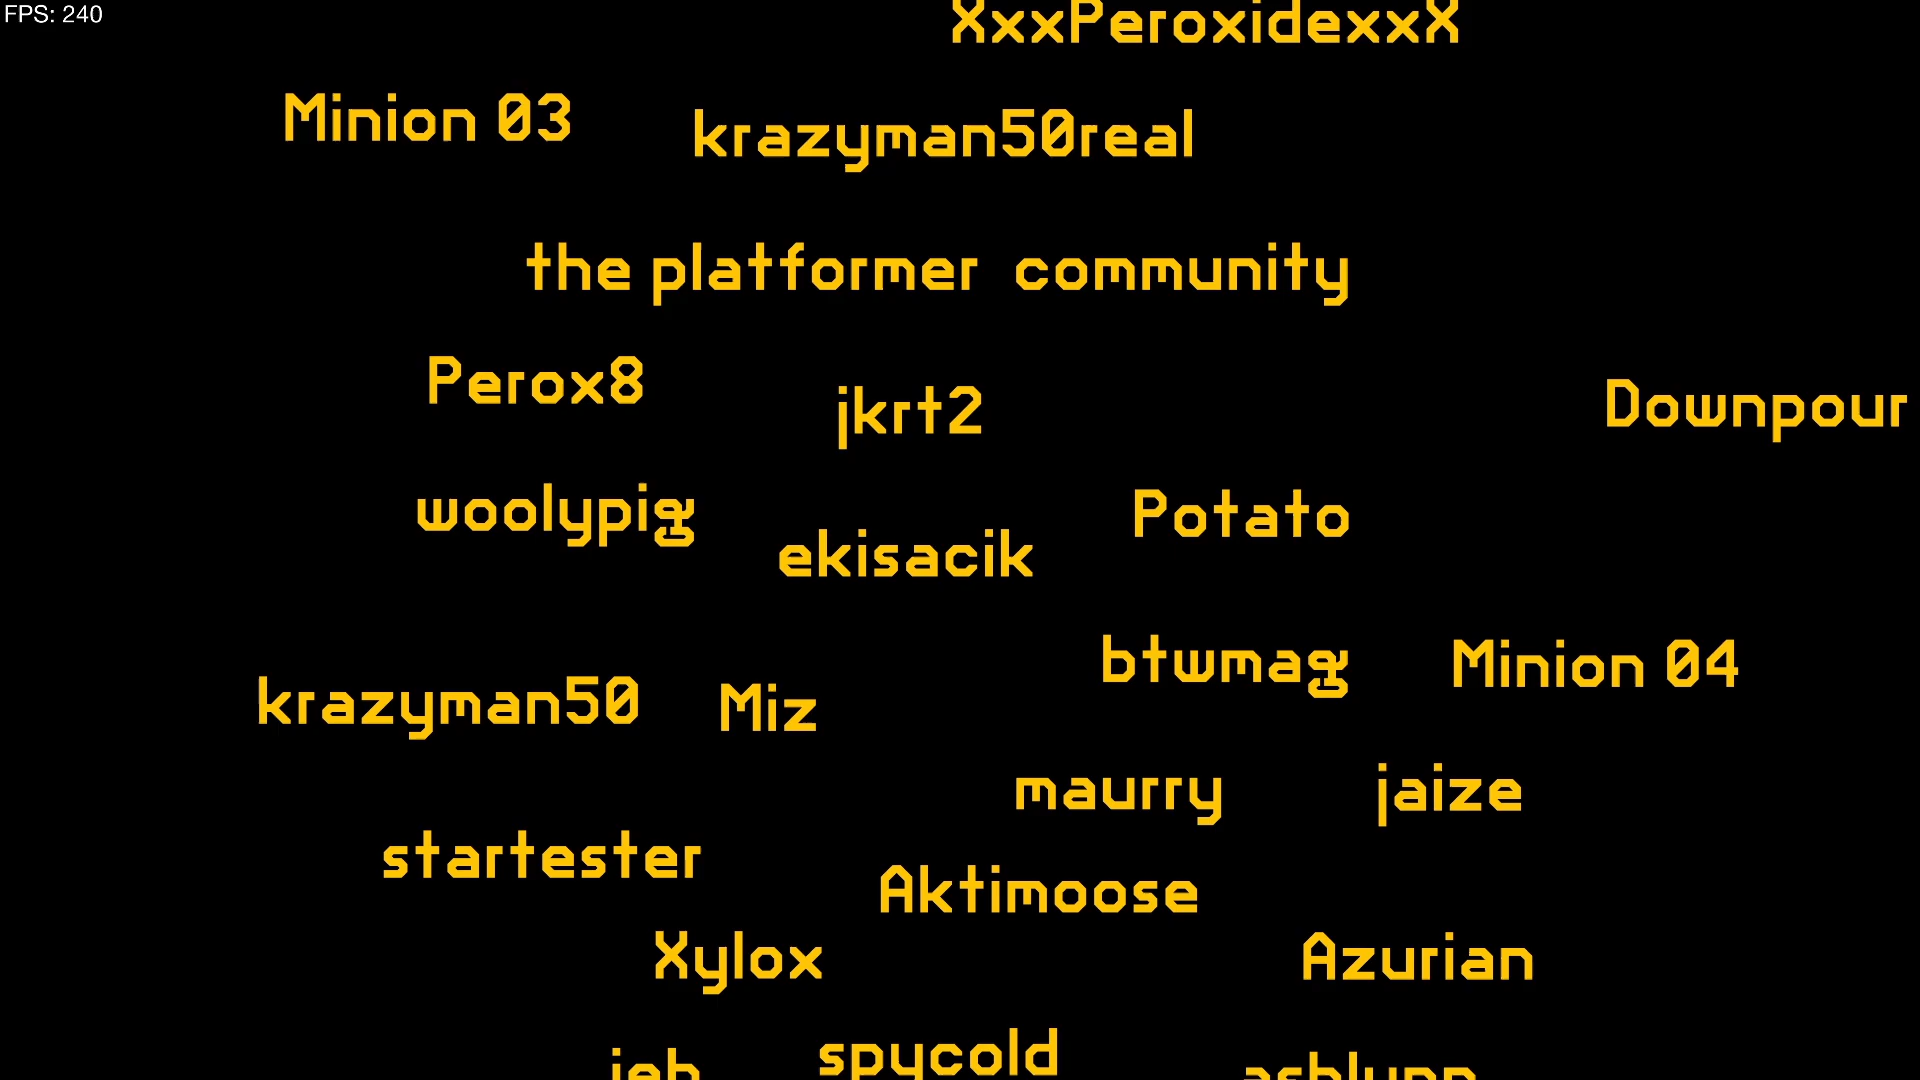 FPS: 240
XxxPeroxidexxX
Minion 03
krazyman50real
the platformer community
Perox8
jkrt2
Downpour
woolypig
Potato
ekisacik
btwmag
Minion 04
krazyman50
Miz
maurry
jaize
startester
Aktimoose
Xylox
Azurian
spycold